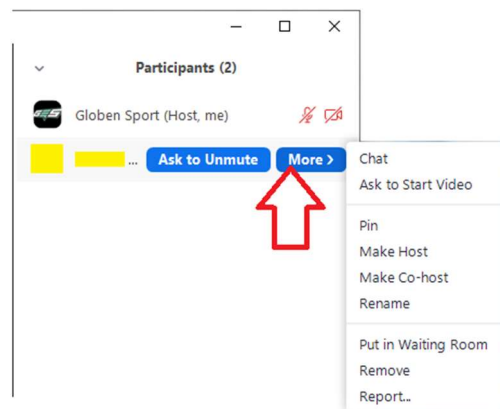 Participants (2)
Globen Sport (Host, me)
... Ask to Unmute More >
Chat
Ask to Start Video
Pin
Make Host
Make Co-host
Rename
Put in Waiting Room
Remove
Report...